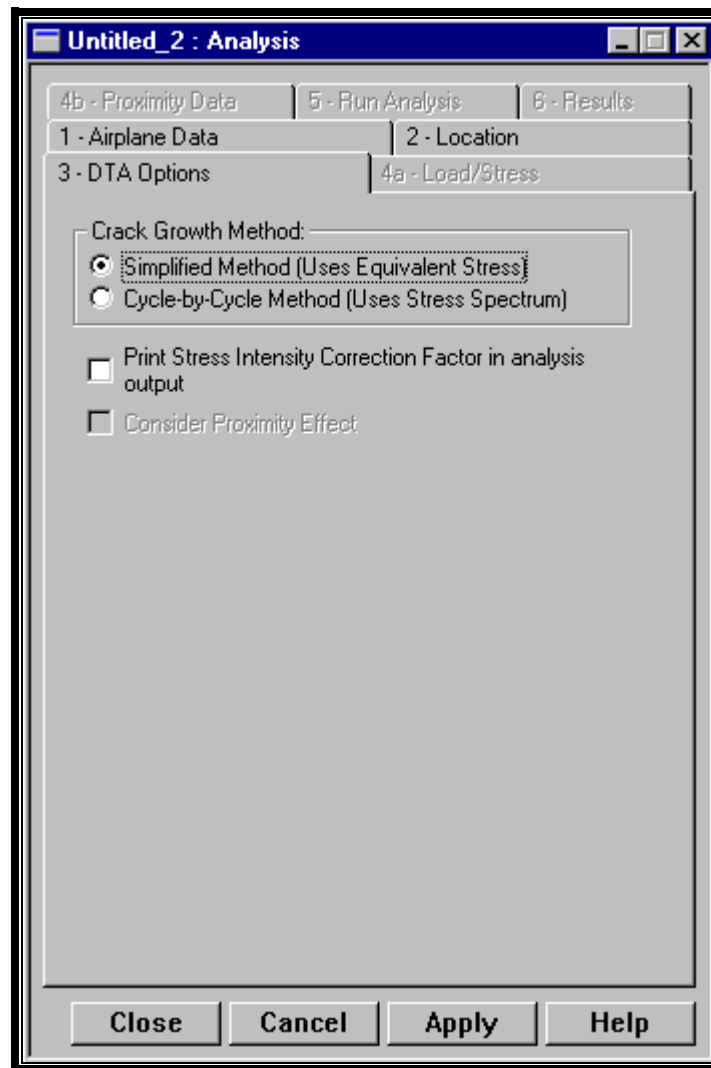 Untitled_2 : Analysis
4b - Proximity Data
5 - Run Analysis
6 - Results
1 - Airplane Data
2 - Location
3 - DTA Options
4a - Load/Stress
Crack Growth Method:
Simplified Method (Uses Equivalent Stress)
Cycle-by-Cycle Method (Uses Stress Spectrum)
Print Stress Intensity Correction Factor in analysis
output
Consider Proximity Effect
Close
Cancel
Apply
Help